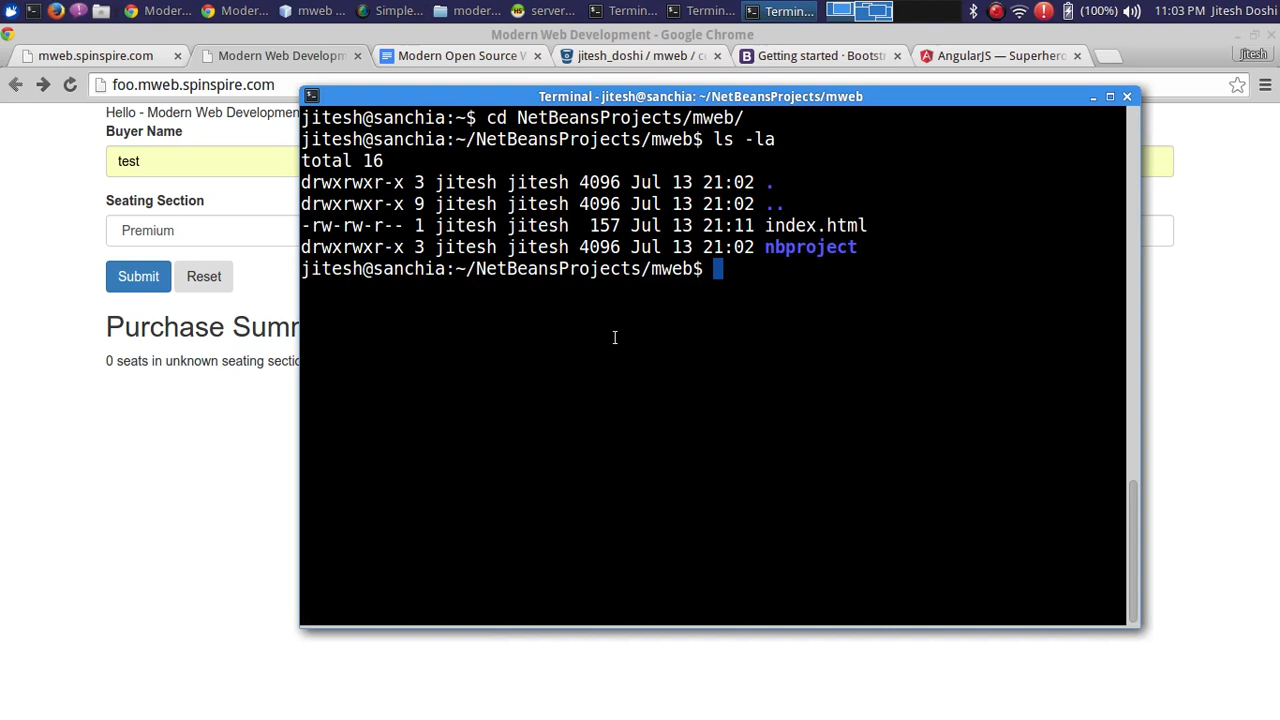 Moder... Moder... mweb ... Simple... moder... server... Termin... Termin... Termin... (100%) 11:03 PM Jitesh Doshi
Modern Web Development - Google Chrome
mweb.spinspire.com Modern Web Developm Modern Open Source W jitesh_doshi / mweb / c Getting started · Bootst AngularJS — Superhero Jitesh
foo.mweb.spinspire.com
Hello - Modern Web Developmen
Buyer Name
test
Seating Section
Premium
Submit Reset
Purchase Sum
0 seats in unknown seating secti
Terminal - jitesh@sanchia: ~/NetBeansProjects/mweb
jitesh@sanchia:~$ cd NetBeansProjects/mweb/
jitesh@sanchia:~/NetBeansProjects/mweb$ ls -la
total 16
drwxrwxr-x 3 jitesh jitesh 4096 Jul 13 21:02 .
drwxrwxr-x 9 jitesh jitesh 4096 Jul 13 21:02 ..
-rw-rw-r-- 1 jitesh jitesh  157 Jul 13 21:11 index.html
drwxrwxr-x 3 jitesh jitesh 4096 Jul 13 21:02 nbproject
jitesh@sanchia:~/NetBeansProjects/mweb$